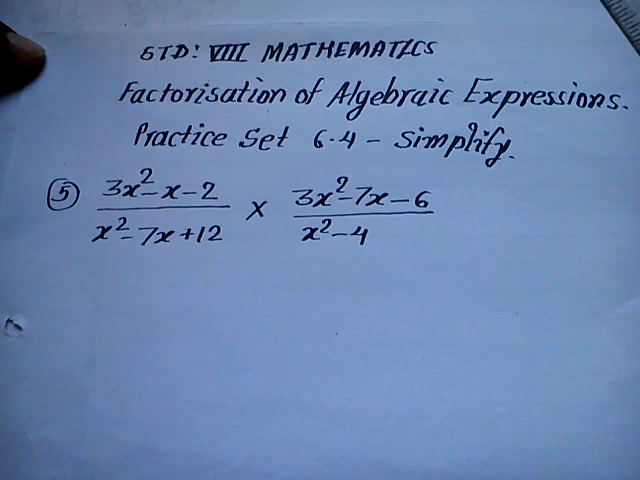 STD: VIII MATHEMATICS
Factorisation of Algebraic Expressions.
Practice Set 6.4 - Simplify.
⑤ 3x²-x-2 / x²-7x+12 × 3x²-7x-6 / x²-4